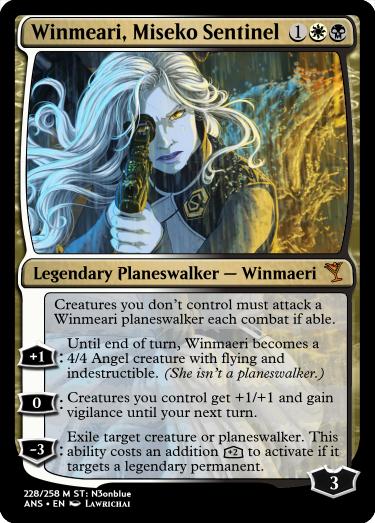 Winmeari, Miseko Sentinel 1
Legendary Planeswalker — Winmaeri
Creatures you don't control must attack a
Winmeari planeswalker each combat if able.
+1: Until end of turn, Winmaeri becomes a
4/4 Angel creature with flying and
indestructible. (She isn't a planeswalker.)
0: Creatures you control get +1/+1 and gain
vigilance until your next turn.
-3: Exile target creature or planeswalker. This
ability costs an addition +2 to activate if it
targets a legendary permanent.
3
228/258 M ST: N3onblue
ANS • EN Lawrichai